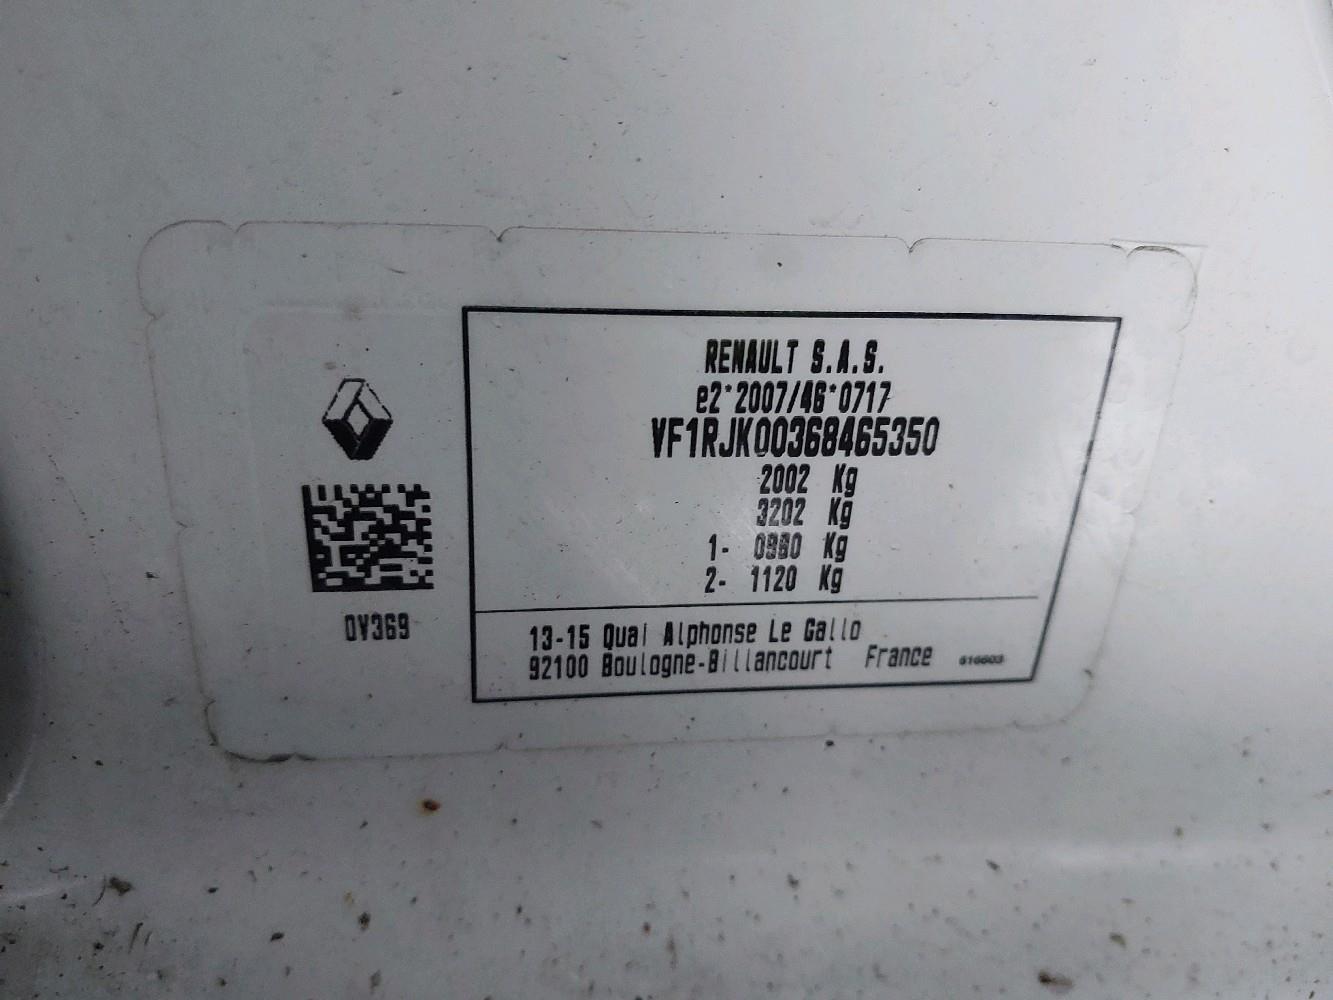 RENAULT S.A.S.
e2*2007/46*0717
VF1RJK00368465350
2002 Kg
3202 Kg
1- 0980 Kg
2- 1120 Kg
0V369
13-15 Quai Alphonse Le Gallo
92100 Boulogne-Billancourt France